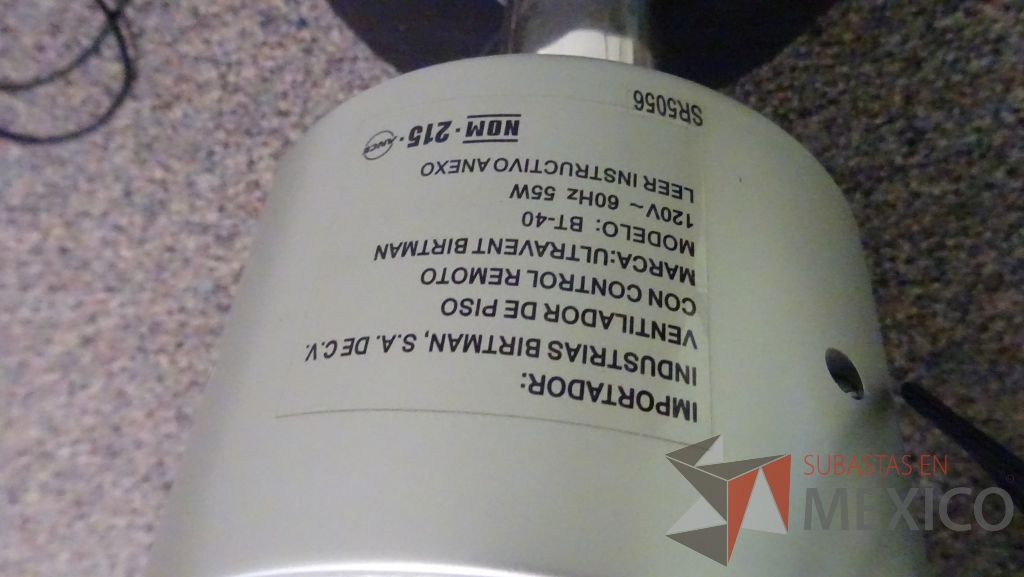 IMPORTADOR:
INDUSTRIAS BIRTMAN, S.A. DE C.V.
VENTILADOR DE PISO
CON CONTROL REMOTO
MARCA:ULTRAVENT BIRTMAN
MODELO: BT-40
120V~ 60Hz 55W
LEER INSTRUCTIVO ANEXO
NOM·215· ANCE
SR5056
SUBASTAS EN
MEXICO